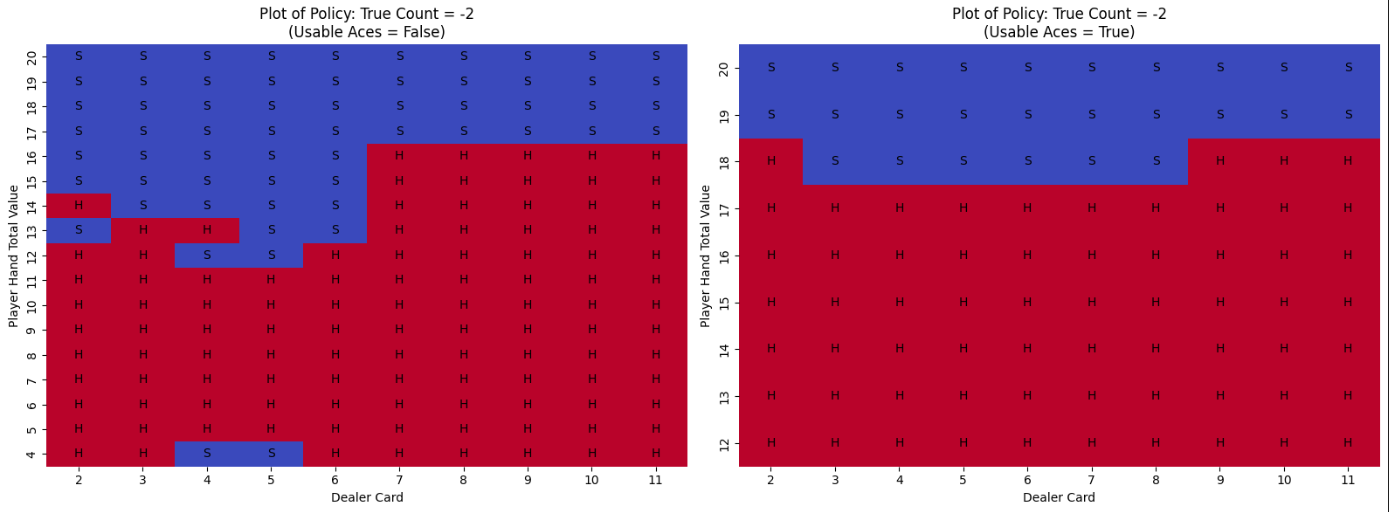 Plot of Policy: True Count = -2
(Usable Aces = False)
Player Hand Total Value
20 S S S S S S S S S S
19 S S S S S S S S S S
18 S S S S S S S S S S
17 S S S S S S S S S S
16 S S S S S H H H H H
15 S S S S S H H H H H
14 H S S S S H H H H H
13 S H H S S H H H H H
12 H H S S H H H H H H
11 H H H H H H H H H H
10 H H H H H H H H H H
9 H H H H H H H H H H
8 H H H H H H H H H H
7 H H H H H H H H H H
6 H H H H H H H H H H
5 H H H H H H H H H H
4 H H S S H H H H H H
2 3 4 5 6 7 8 9 10 11
Dealer Card
Plot of Policy: True Count = -2
(Usable Aces = True)
Player Hand Total Value
20 S S S S S S S S S S
19 S S S S S S S S S S
18 H S S S S S S H H H
17 H H H H H H H H H H
16 H H H H H H H H H H
15 H H H H H H H H H H
14 H H H H H H H H H H
13 H H H H H H H H H H
12 H H H H H H H H H H
2 3 4 5 6 7 8 9 10 11
Dealer Card